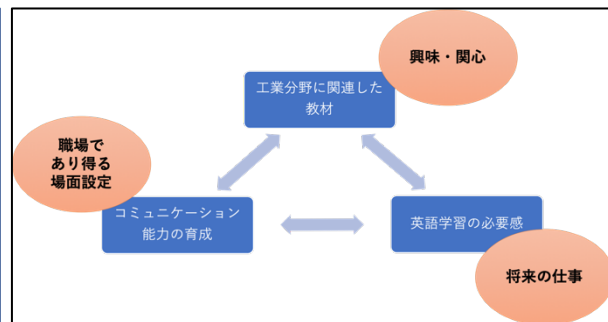 興味・関心
工業分野に関連した
教材
職場で
あり得る
場面設定
コミュニケーション
能力の育成
英語学習の必要感
将来の仕事